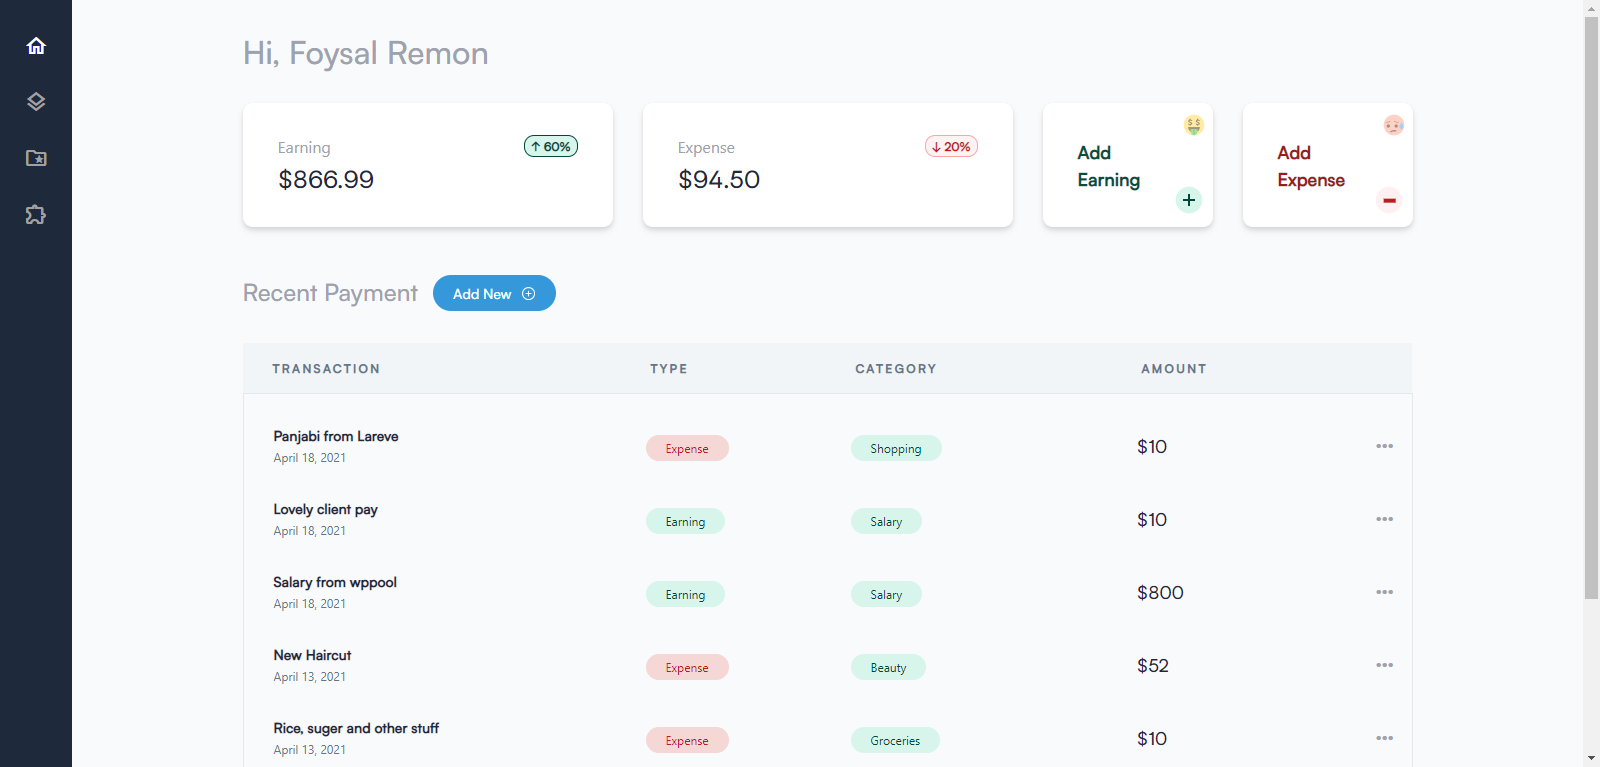 Hi, Foysal Remon
Earning
↑ 60%
$866.99
Expense
↓ 20%
$94.50
Add
Earning
Add
Expense
Recent Payment
Add New
TRANSACTION TYPE CATEGORY AMOUNT
Panjabi from Lareve
April 18, 2021
Expense Shopping $10
Lovely client pay
April 18, 2021
Earning Salary $10
Salary from wppool
April 18, 2021
Earning Salary $800
New Haircut
April 13, 2021
Expense Beauty $52
Rice, suger and other stuff
April 13, 2021
Expense Groceries $10